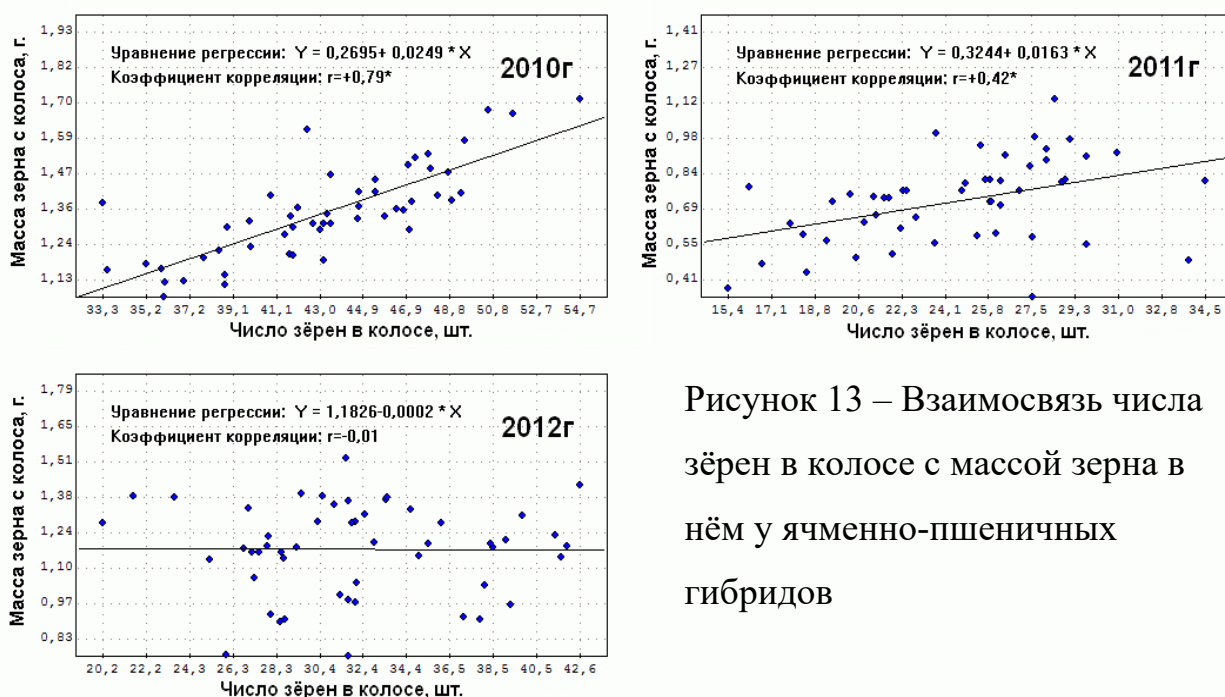 1,93
1,82
1,70
1,59
1,47
1,36
1,24
1,13
Масса зерна с колоса, г.
Уравнение регрессии: Y = 0,2695+ 0,0249 * X
Коэффициент корреляции: r=+0,79*
2010г
33,3 35,2 37,2 39,1 41,1 43,0 44,9 46,9 48,8 50,8 52,7 54,7
Число зёрен в колосе, шт.
1,41
1,27
1,12
0,98
0,84
0,69
0,55
0,41
Масса зерна с колоса, г.
Уравнение регрессии: Y = 0,3244+ 0,0163 * X
Коэффициент корреляции: r=+0,42*
2011г
15,4 17,1 18,8 20,6 22,3 24,1 25,8 27,5 29,3 31,0 32,8 34,5
Число зёрен в колосе, шт.
1,79
1,65
1,51
1,38
1,24
1,10
0,97
0,83
Масса зерна с колоса, г.
Уравнение регрессии: Y = 1,1826-0,0002 * X
Коэффициент корреляции: r=-0,01
2012г
20,2 22,2 24,3 26,3 28,3 30,4 32,4 34,4 36,5 38,5 40,5 42,6
Число зёрен в колосе, шт.
Рисунок 13 – Взаимосвязь числа
зёрен в колосе с массой зерна в
нём у ячменно-пшеничных
гибридов